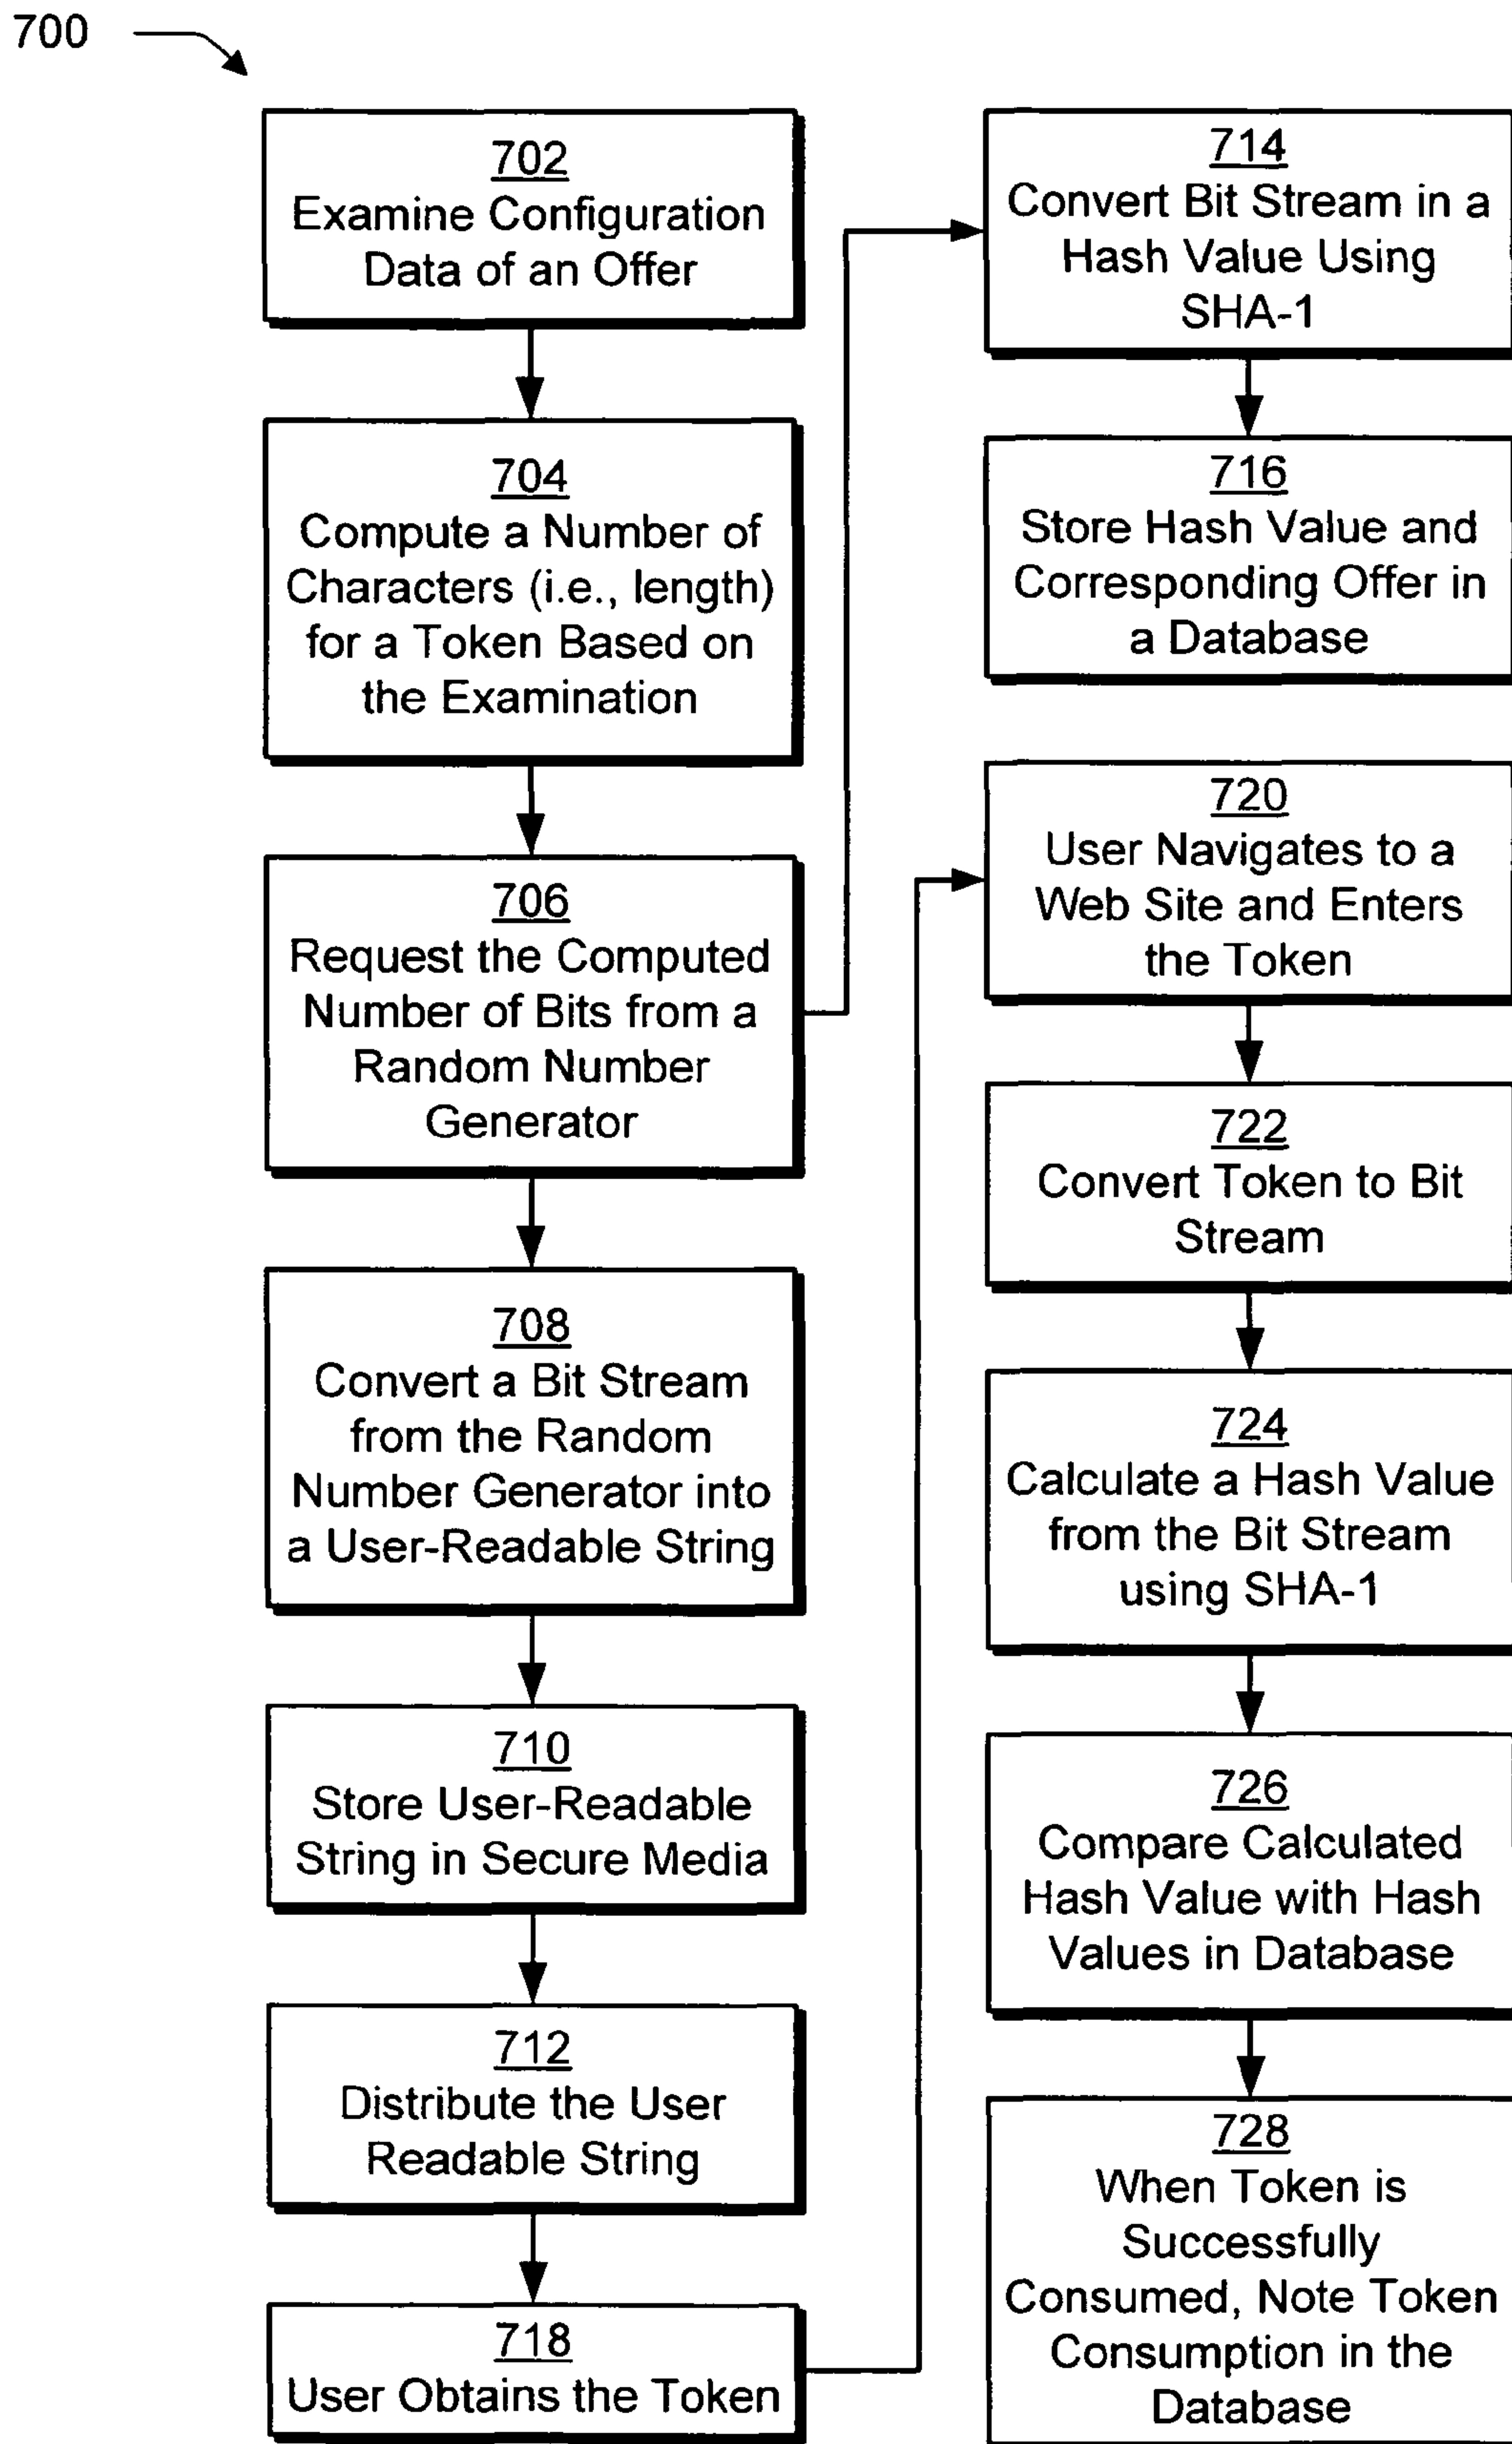 700
702
Examine Configuration
Data of an Offer
704
Compute a Number of
Characters (i.e., length)
for a Token Based on
the Examination
706
Request the Computed
Number of Bits from a
Random Number
Generator
708
Convert a Bit Stream
from the Random
Number Generator into
a User-Readable String
710
Store User-Readable
String in Secure Media
712
Distribute the User
Readable String
718
User Obtains the Token
714
Convert Bit Stream in a
Hash Value Using
SHA-1
716
Store Hash Value and
Corresponding Offer in
a Database
720
User Navigates to a
Web Site and Enters
the Token
722
Convert Token to Bit
Stream
724
Calculate a Hash Value
from the Bit Stream
using SHA-1
726
Compare Calculated
Hash Value with Hash
Values in Database
728
When Token is
Successfully
Consumed, Note Token
Consumption in the
Database